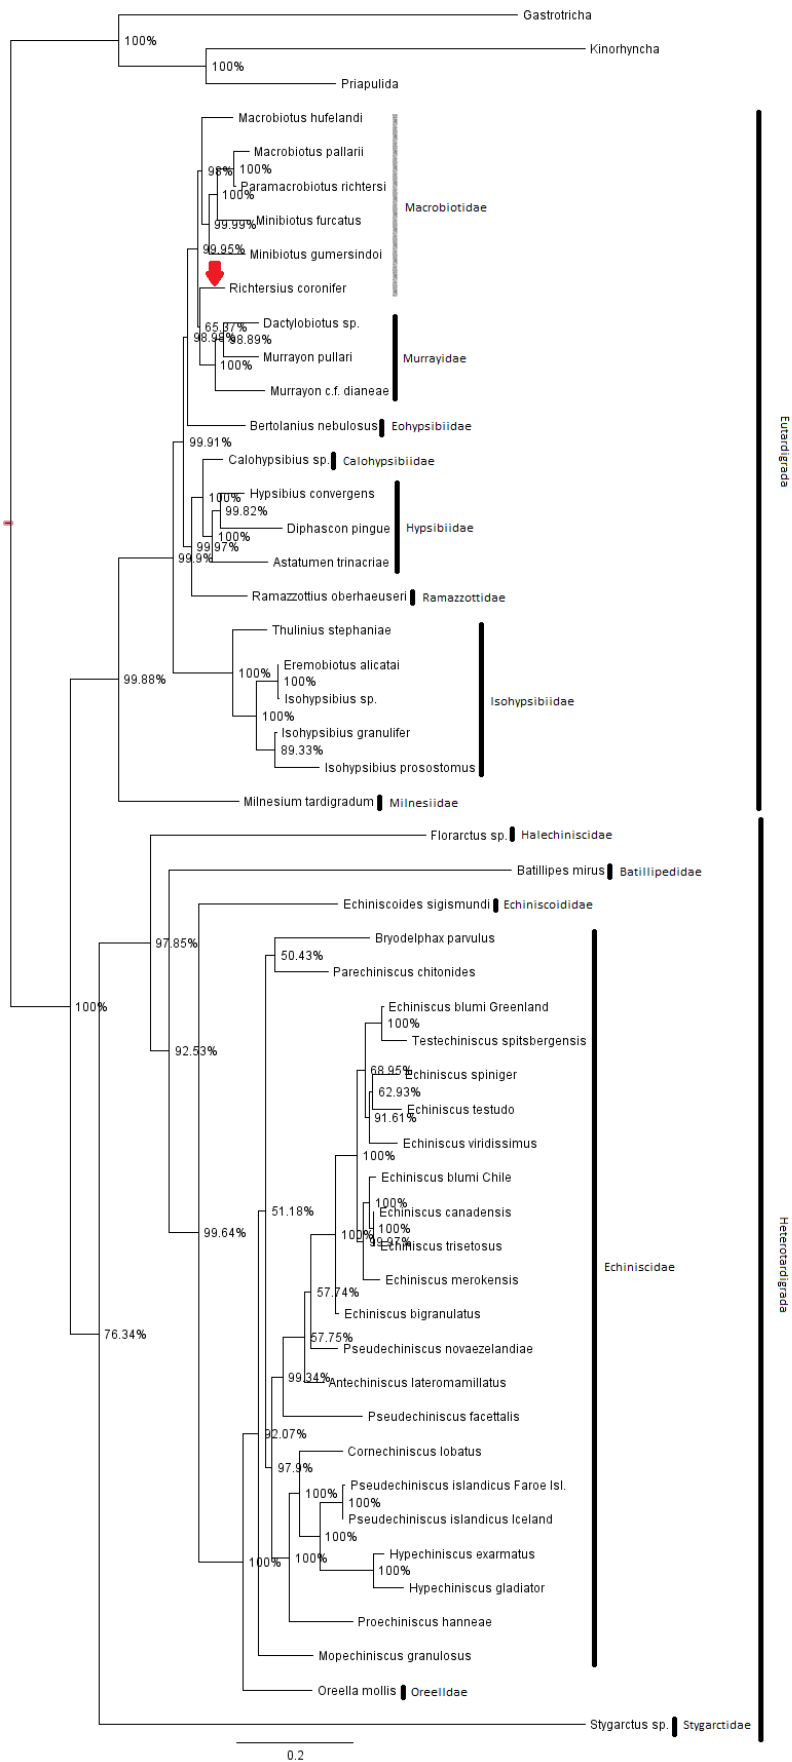 Gastrotricha
100%
Kinorhyncha
100%
Priapulida
Macrobiotus hufelandi
Macrobiotus pallarii
98%
100%
Paramacrobiotus richtersi
100%
Macrobiotidae
Minibiotus furcatus
99.99%
99.95%
Minibiotus gumersindoi
Richtersius coronifer
Dactylobiotus sp.
65.37%
98.98%
98.89%
Murrayon pullari
Murrayidae
100%
Murrayon c.f. dianeae
Bertolanius nebulosus
Eohypsibiidae
Eutardigrada
99.91%
Calohypsibius sp.
Calohypsibiidae
100%
Hypsibius convergens
99.82%
Diphascon pingue
Hypsibiidae
100%
99.97%
99.9%
Astatumen trinacriae
Ramazzottius oberhaeuseri
Ramazzottidae
Thulinius stephaniae
Eremobiotus alicatai
100%
99.88%
100%
Isohypsibius sp.
Isohypsibiidae
100%
Isohypsibius granulifer
89.33%
Isohypsibius prosostomus
Milnesium tardigradum
Milnesiidae
Florarctus sp.
Halechiniscidae
Batillipes mirus
Batillipedidae
Echiniscoides sigismundi
Echiniscoididae
Bryodelphax parvulus
97.85%
50.43%
Parechiniscus chitonides
100%
Echiniscus blumi Greenland
100%
Testechiniscus spitsbergensis
92.53%
68.95%
Echiniscus spiniger
62.93%
Echiniscus testudo
91.61%
Echiniscus viridissimus
100%
Echiniscus blumi Chile
100%
51.18%
Echiniscus canadensis
100%
99.64%
100%
99.97%
Echiniscus trisetosus
Echiniscidae
Heterotardigrada
Echiniscus merokensis
57.74%
Echiniscus bigranulatus
76.34%
57.75%
Pseudechiniscus novaezelandiae
99.34%
Antechiniscus lateromamillatus
Pseudechiniscus facettalis
92.07%
Cornechiniscus lobatus
97.9%
Pseudechiniscus islandicus Faroe Isl.
100%
100%
Pseudechiniscus islandicus Iceland
100%
Hypechiniscus exarmatus
100%
100%
100%
Hypechiniscus gladiator
Proechiniscus hanneae
Mopechiniscus granulosus
Oreella mollis
Oreelldae
Stygarctus sp.
Stygarctidae
0.2